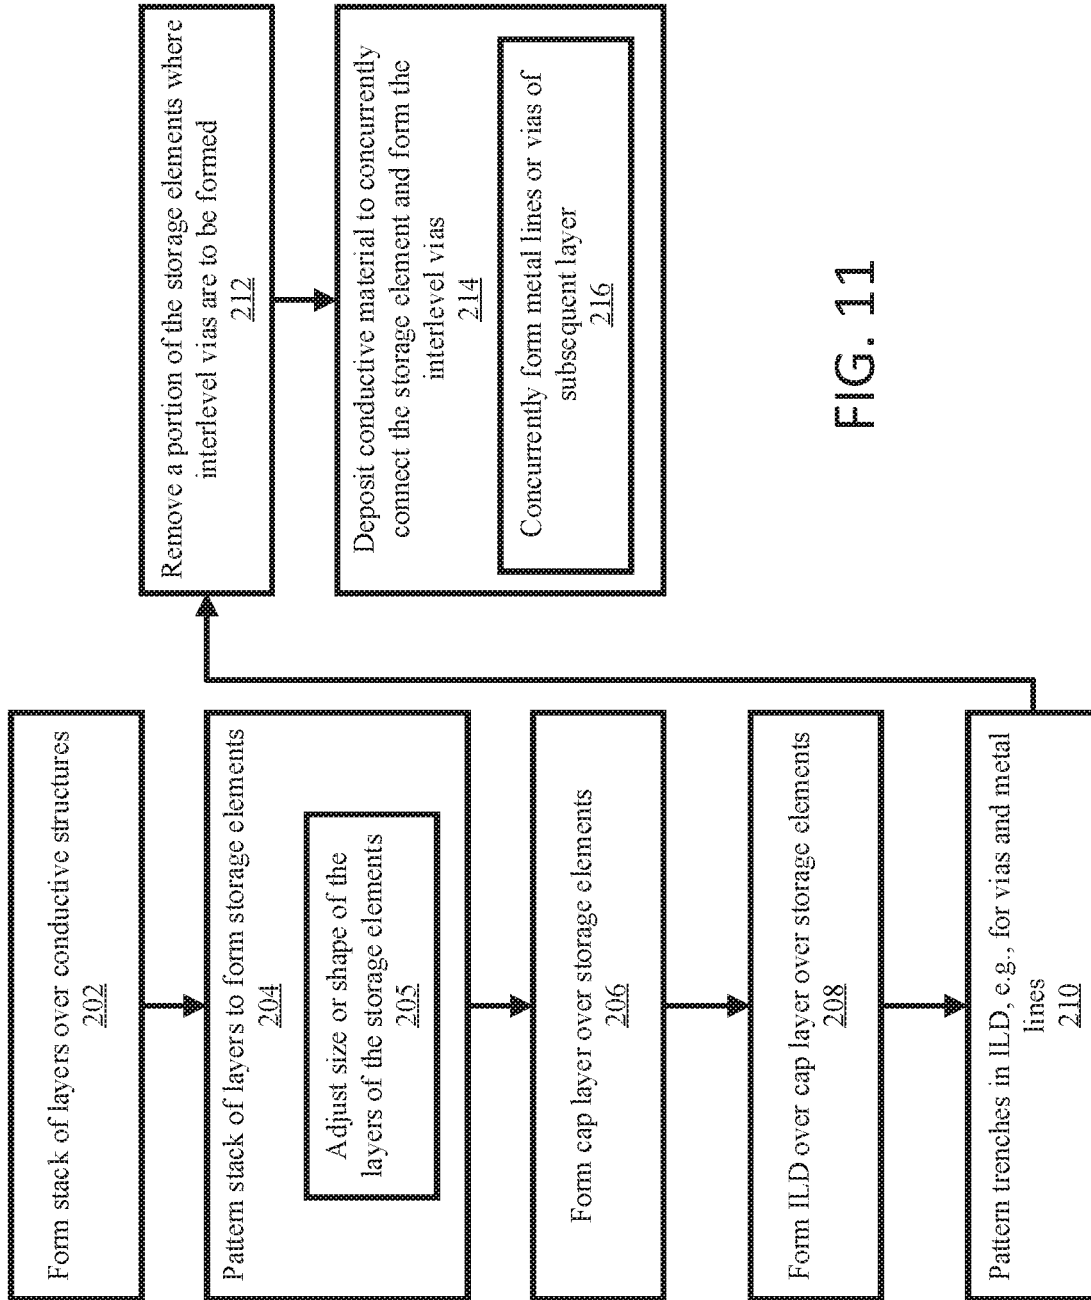 Form stack of layers over conductive structures
202
Pattern stack of layers to form storage elements
204
Adjust size or shape of the
layers of the storage elements
205
Form cap layer over storage elements
206
Form ILD over cap layer over storage elements
208
Pattern trenches in ILD, e.g., for vias and metal
lines
210
Remove a portion of the storage elements where
interlevel vias are to be formed
212
Deposit conductive material to concurrently
connect the storage element and form the
interlevel vias
214
Concurrently form metal lines or vias of
subsequent layer
216
FIG. 11